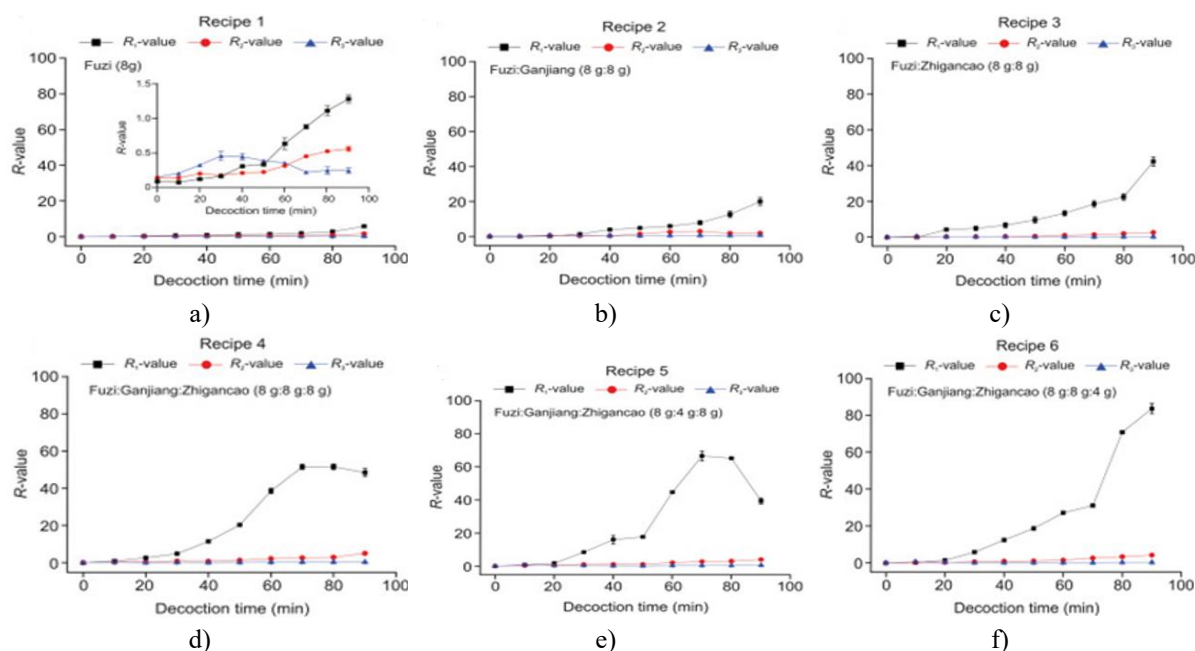 Recipe 1
R₁-value R₂-value R₃-value
Fuzi (8g)
100
80
60
40
20
0
R-value
1.5
1.0
0.5
0
R-value
0 20 40 60 80 100
Decoction time (min)
0 20 40 60 80 100
Decoction time (min)
a)
Recipe 2
R₁-value R₂-value R₃-value
Fuzi:Ganjiang (8 g:8 g)
100
80
60
40
20
0
R-value
0 20 40 60 80 100
Decoction time (min)
b)
Recipe 3
R₁-value R₂-value R₃-value
Fuzi:Zhigancao (8 g:8 g)
100
80
60
40
20
0
R-value
0 20 40 60 80 100
Decoction time (min)
c)
Recipe 4
R₁-value R₂-value R₃-value
Fuzi:Ganjiang:Zhigancao (8 g:8 g:8 g)
100
80
60
40
20
0
R-value
0 20 40 60 80 100
Decoction time (min)
d)
Recipe 5
R₁-value R₂-value R₃-value
Fuzi:Ganjiang:Zhigancao (8 g:4 g:8 g)
100
80
60
40
20
0
R-value
0 20 40 60 80 100
Decoction time (min)
e)
Recipe 6
R₁-value R₂-value R₃-value
Fuzi:Ganjiang:Zhigancao (8 g:8 g:4 g)
100
80
60
40
20
0
R-value
0 20 40 60 80 100
Decoction time (min)
f)